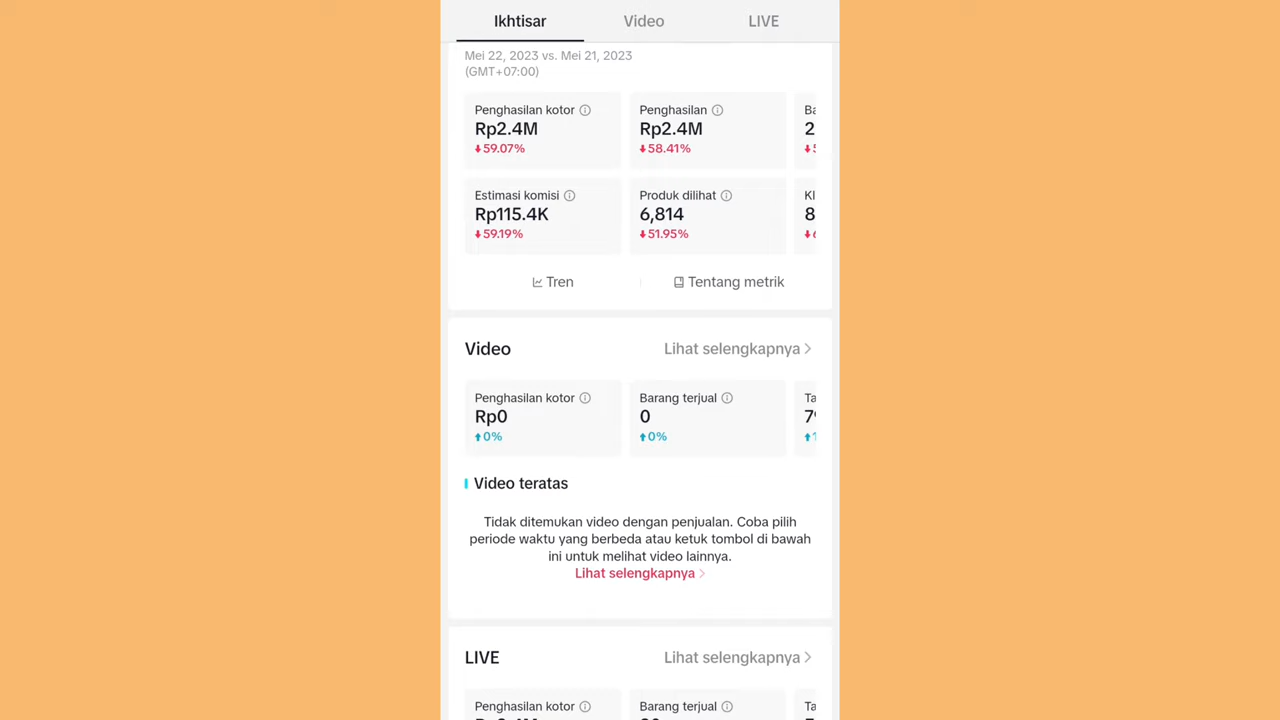 Ikhtisar Video LIVE
Mei 22, 2023 vs. Mei 21, 2023
(GMT+07:00)
Penghasilan kotor Penghasilan
Rp2.4M Rp2.4M
59.07% 58.41%
Estimasi komisi Produk dilihat
Rp115.4K 6,814
59.19% 51.95%
Tren Tentang metrik
Video Lihat selengkapnya
Penghasilan kotor Barang terjual
Rp0 0
0% 0%
Video teratas
Tidak ditemukan video dengan penjualan. Coba pilih
periode waktu yang berbeda atau ketuk tombol di bawah
ini untuk melihat video lainnya.
Lihat selengkapnya
LIVE Lihat selengkapnya
Penghasilan kotor Barang terjual